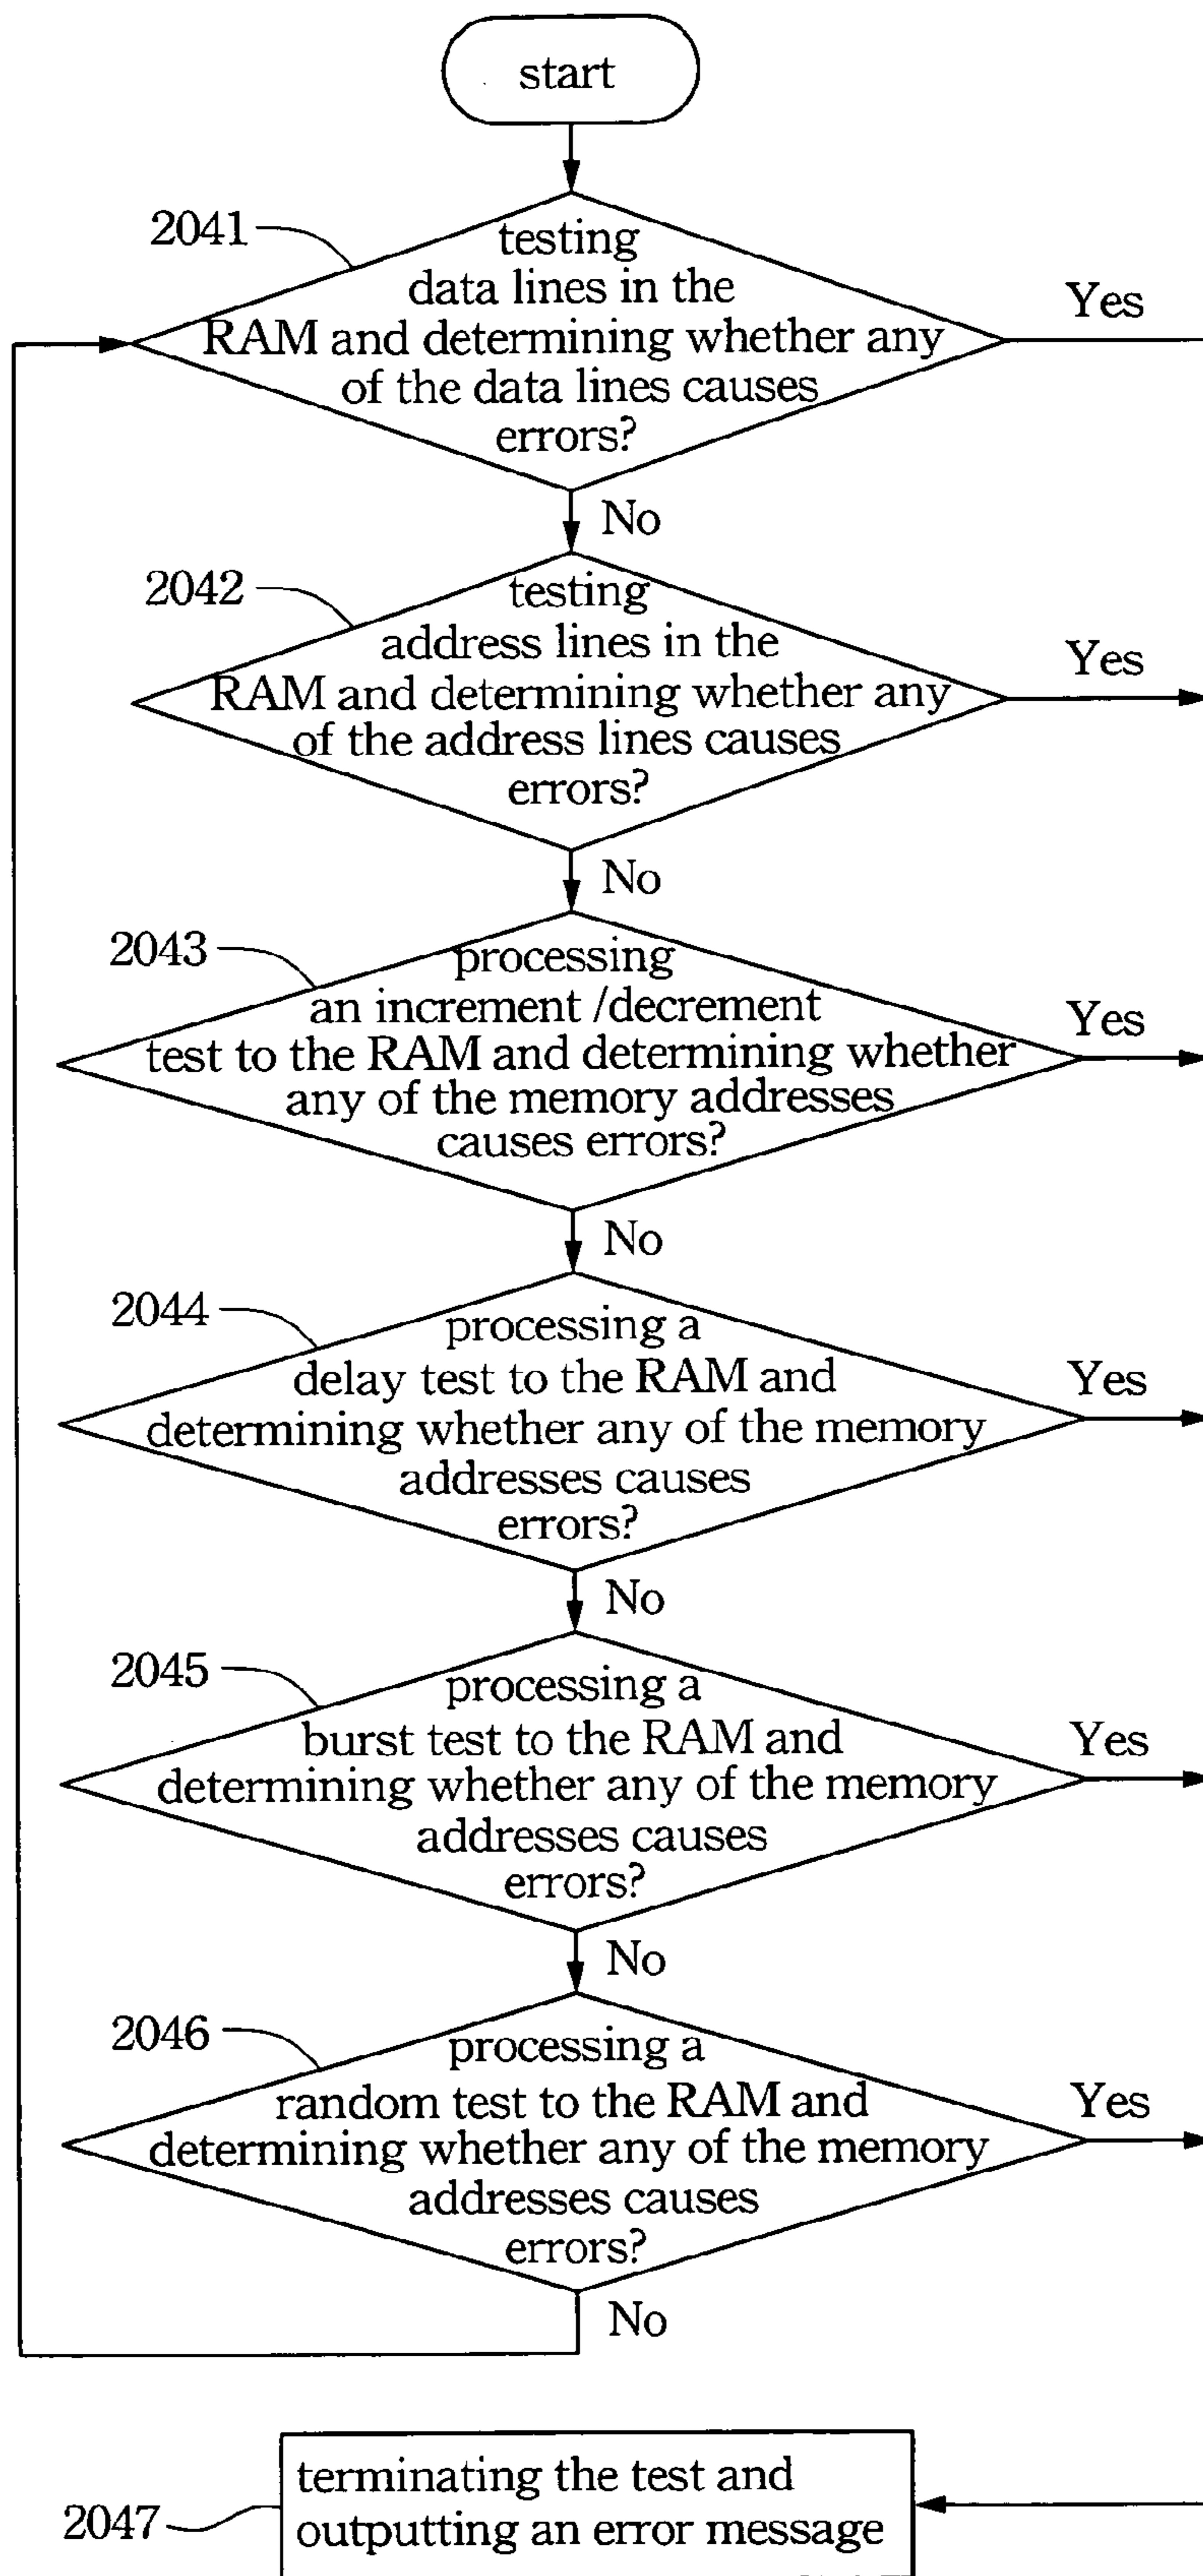 start
2041
testing
data lines in the
RAM and determining whether any
of the data lines causes
errors?
Yes
No
2042
testing
address lines in the
RAM and determining whether any
of the address lines causes
errors?
Yes
No
2043
processing
an increment /decrement
test to the RAM and determining whether
any of the memory addresses
causes errors?
Yes
No
2044
processing a
delay test to the RAM and
determining whether any of the memory
addresses causes
errors?
Yes
No
2045
processing a
burst test to the RAM and
determining whether any of the memory
addresses causes
errors?
Yes
No
2046
processing a
random test to the RAM and
determining whether any of the memory
addresses causes
errors?
Yes
No
2047
terminating the test and
outputting an error message